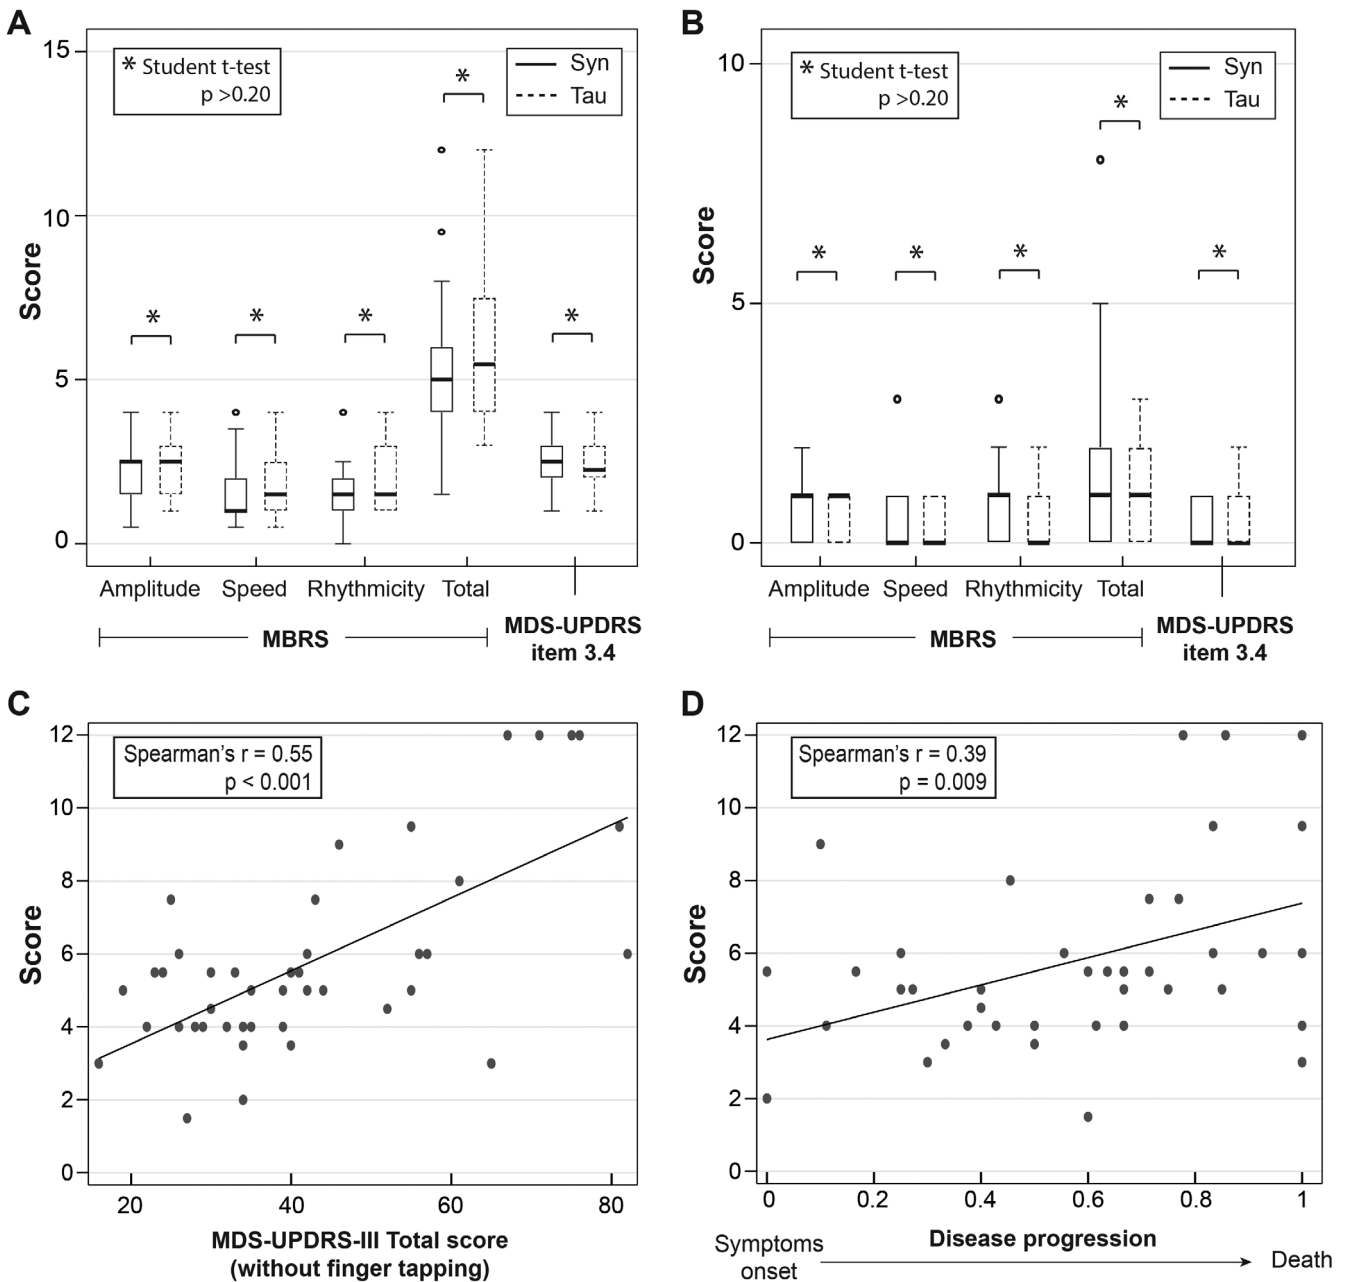 A
15
10
5
0
Score
* Student t-test
p >0.20
Syn
Tau
*
*
*
*
*
Amplitude Speed Rhythmicity Total
MBRS
MDS-UPDRS
item 3.4
B
10
5
0
Score
* Student t-test
p >0.20
Syn
Tau
*
*
*
*
*
Amplitude Speed Rhythmicity Total
MBRS
MDS-UPDRS
item 3.4
C
12
10
8
6
4
2
0
Score
Spearman's r = 0.55
p < 0.001
20 40 60 80
MDS-UPDRS-III Total score
(without finger tapping)
D
12
10
8
6
4
2
0
Score
Spearman's r = 0.39
p = 0.009
0 0.2 0.4 0.6 0.8 1
Disease progression
Symptoms
onset
Death